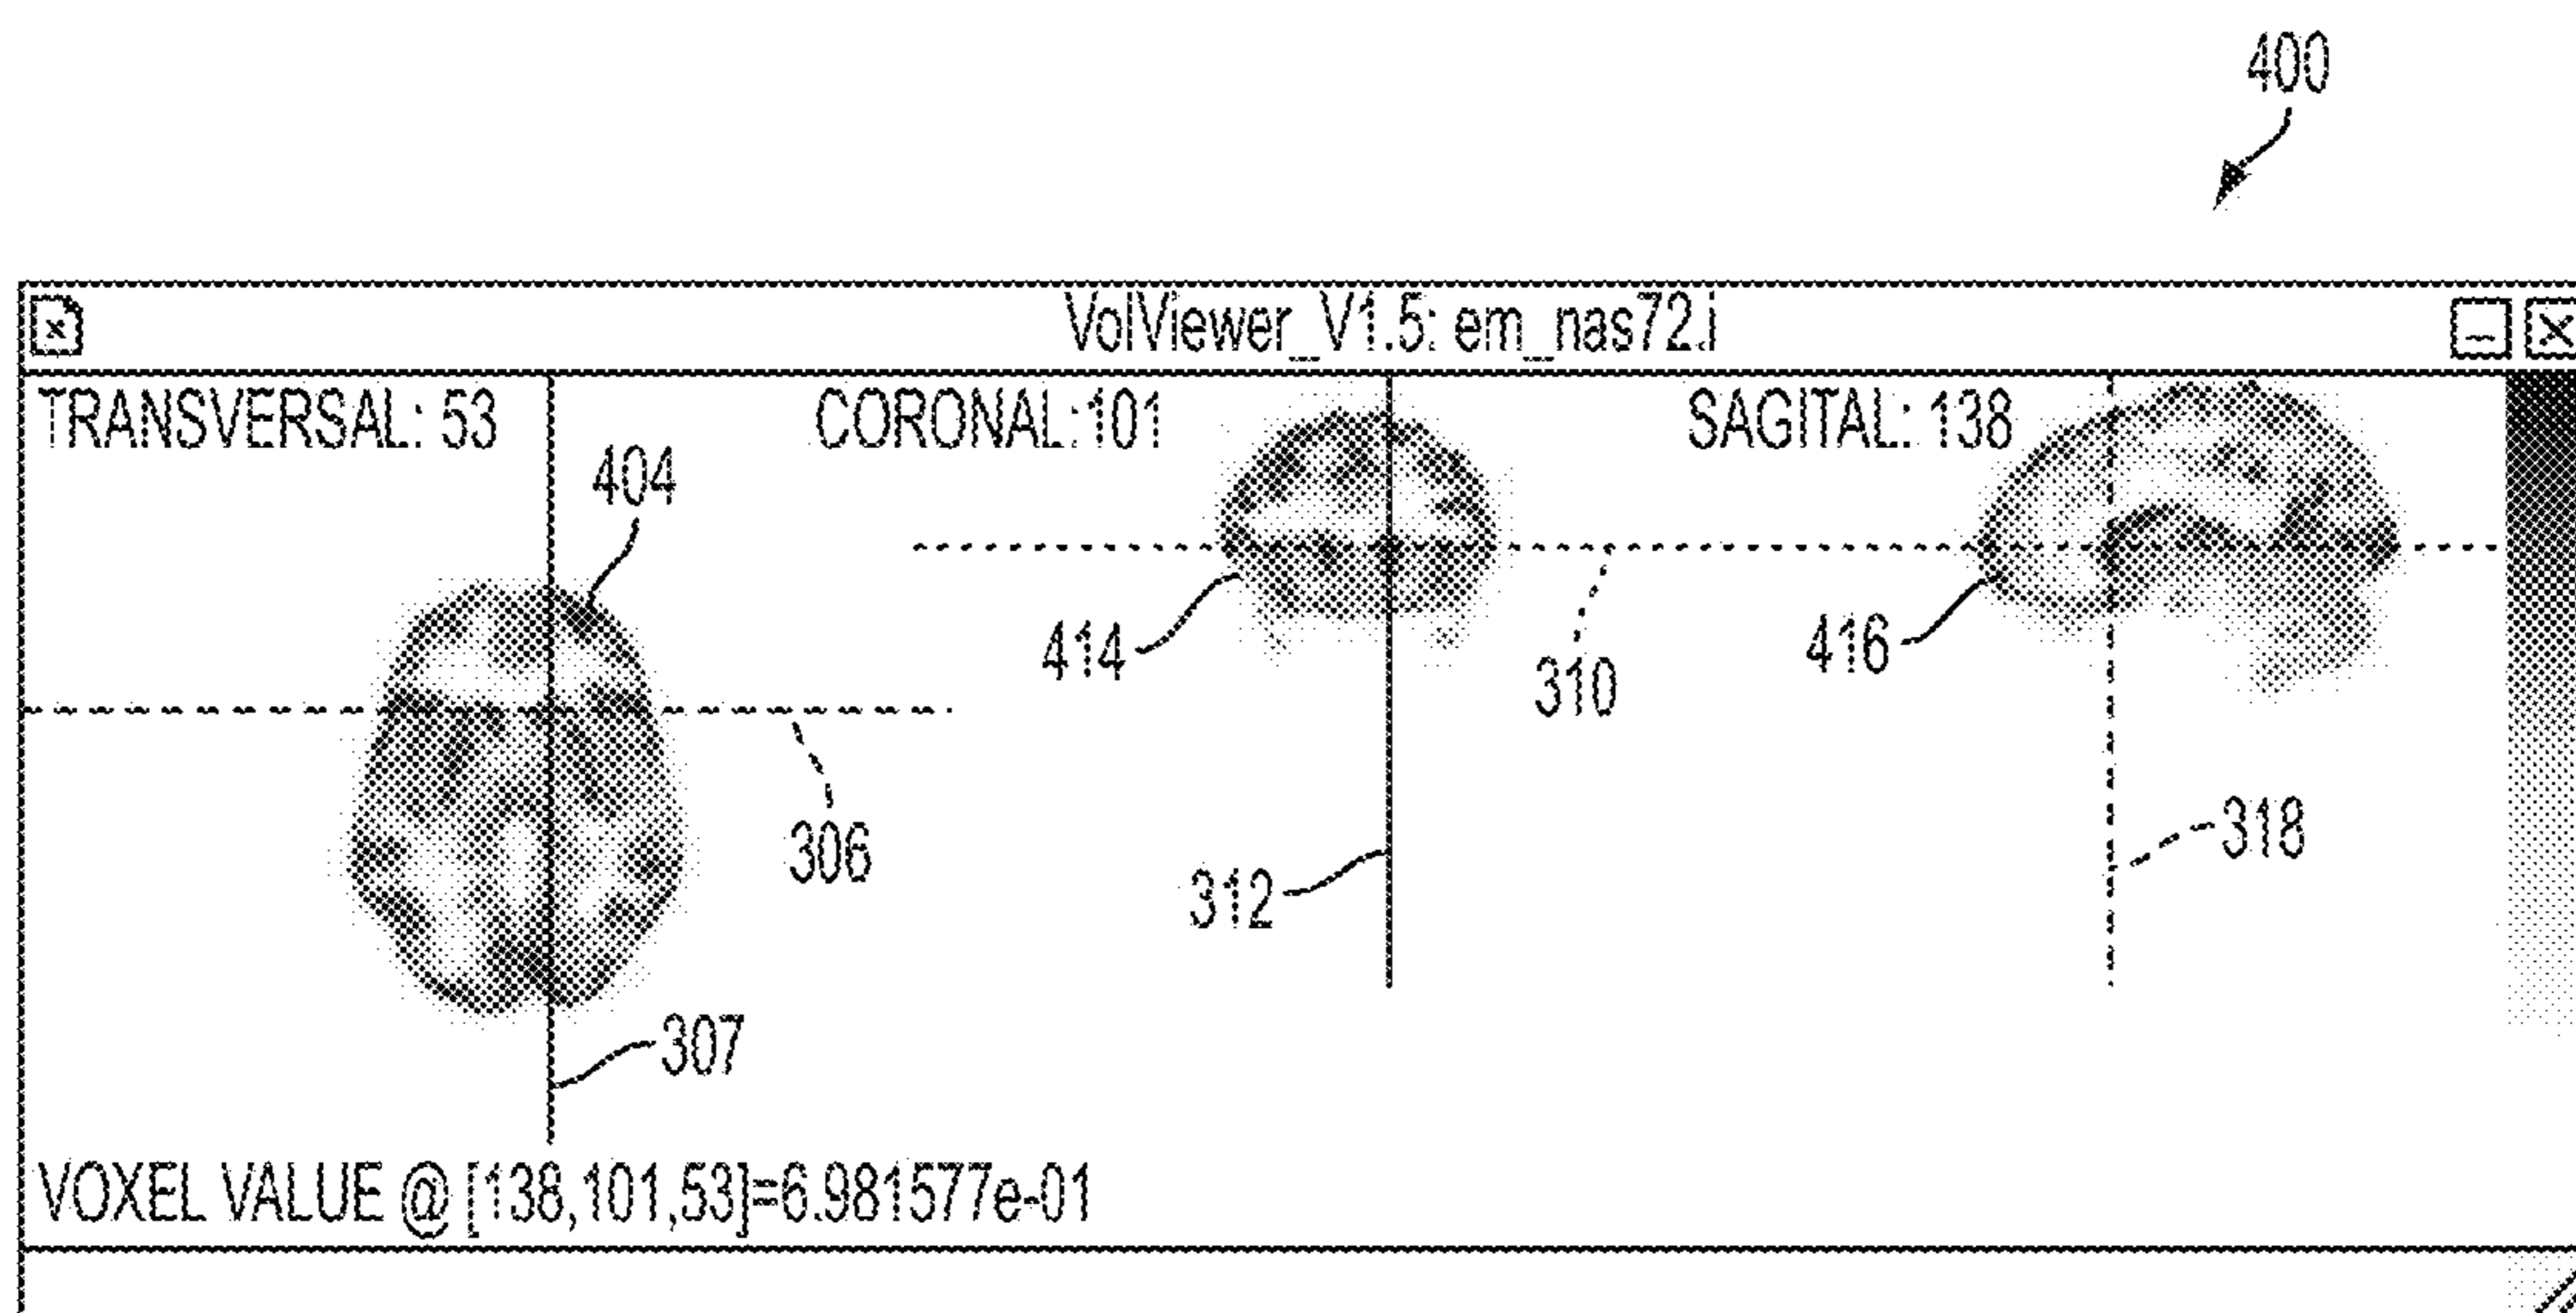 400
VolViewer_V1.5: em_nas72.i
TRANSVERSAL: 53
CORONAL:101
SAGITAL: 138
404
414
310
416
306
312
318
307
VOXEL VALUE @ [138,101,53]=6.981577e-01